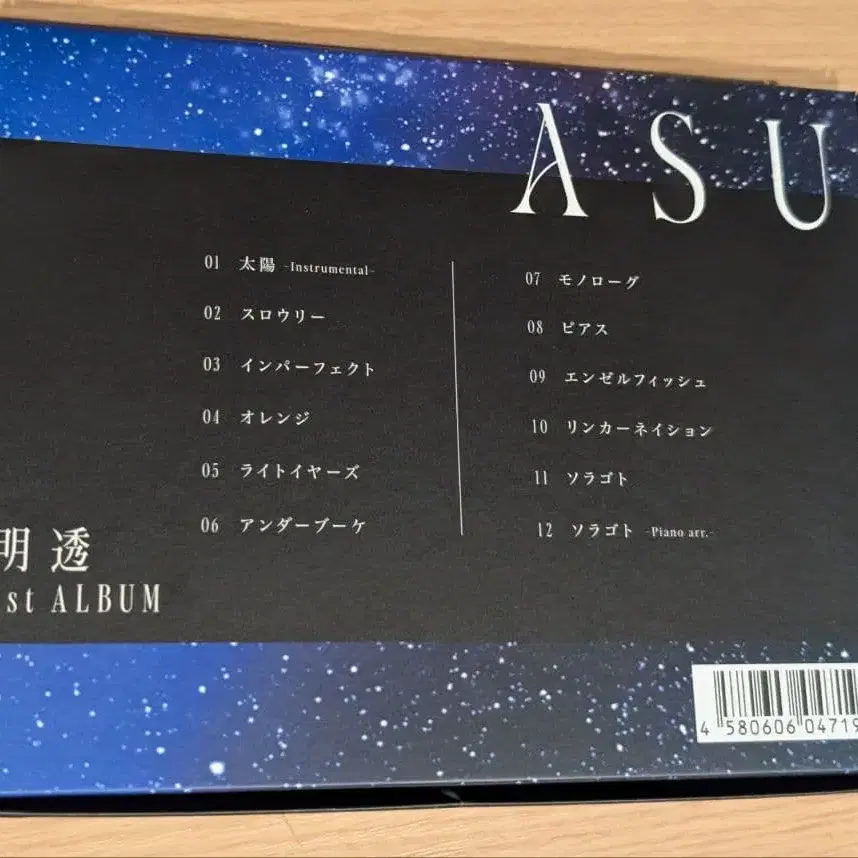 ASU
01 太陽 -Instrumental-
02 スロウリー
03 インパーフェクト
04 オレンジ
05 ライトイヤーズ
06 アンダーブーケ
07 モノローグ
08 ピアス
09 エンゼルフィッシュ
10 リンカーネイション
11 ソラゴト
12 ソラゴト -Piano arr.-
明透
st ALBUM
4 580606 04719